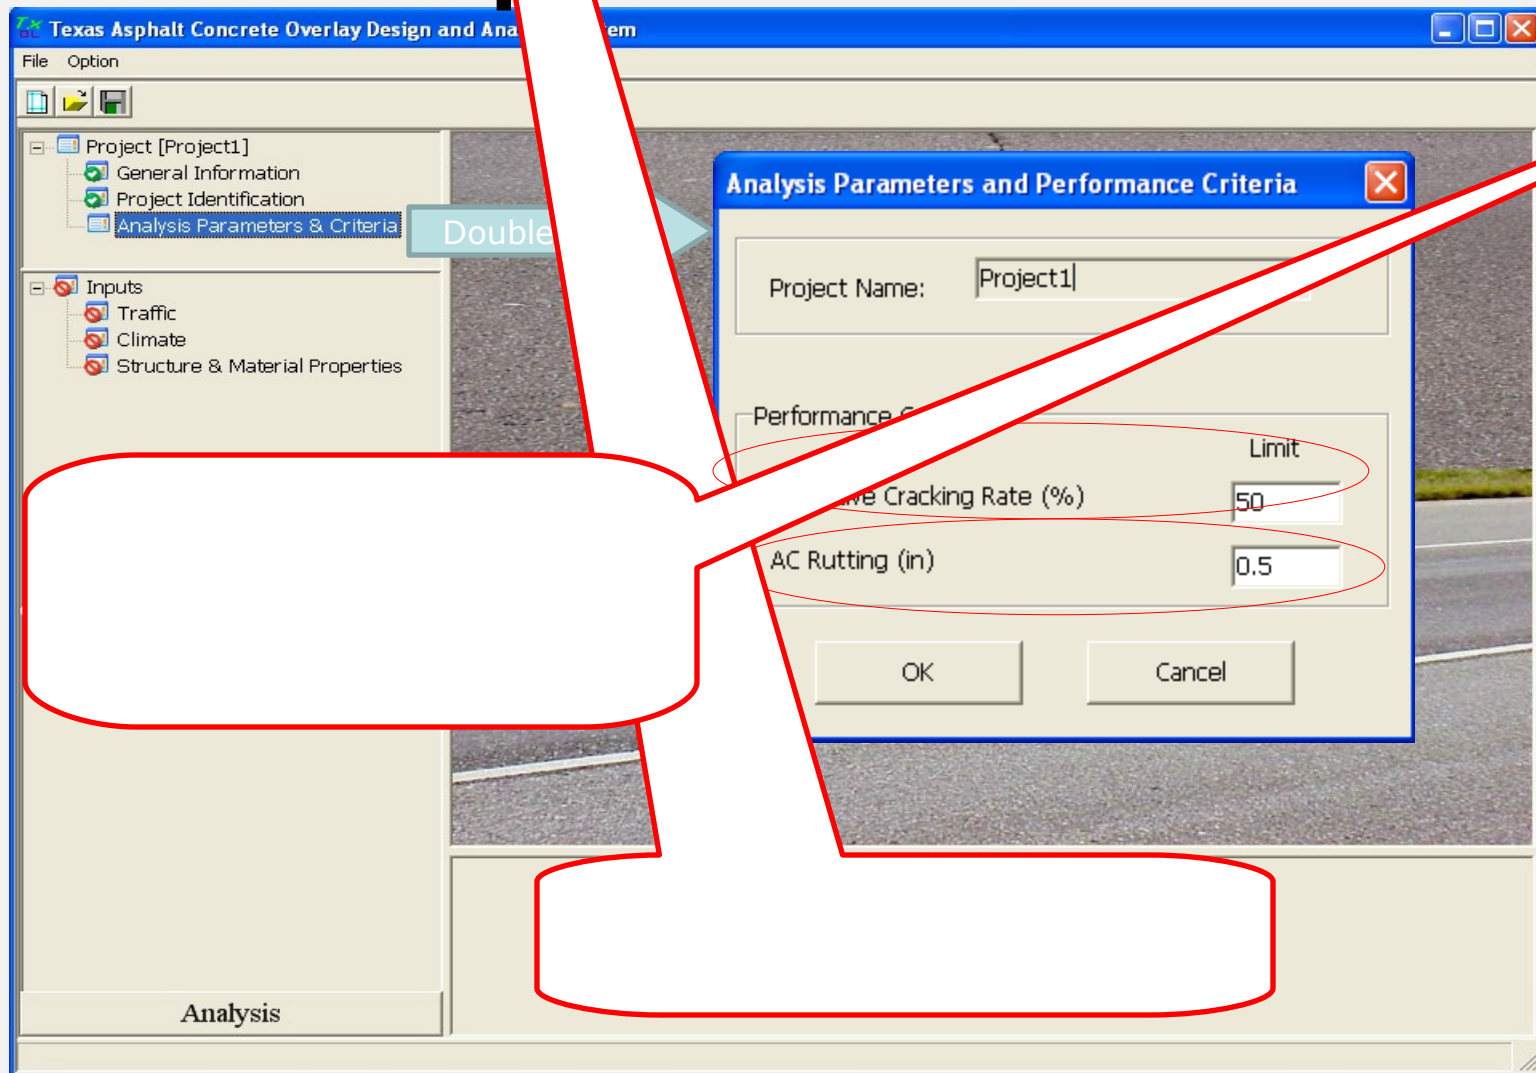 Texas Asphalt Concrete Overlay Design and Ana em
File Option
Project [Project1]
General Information
Project Identification
Analysis Parameters & Criteria
Double
Inputs
Traffic
Climate
Structure & Material Properties
Analysis
Analysis Parameters and Performance Criteria
Project Name: Project1
Performance
Limit
Cracking Rate (%) 50
AC Rutting (in) 0.5
OK Cancel